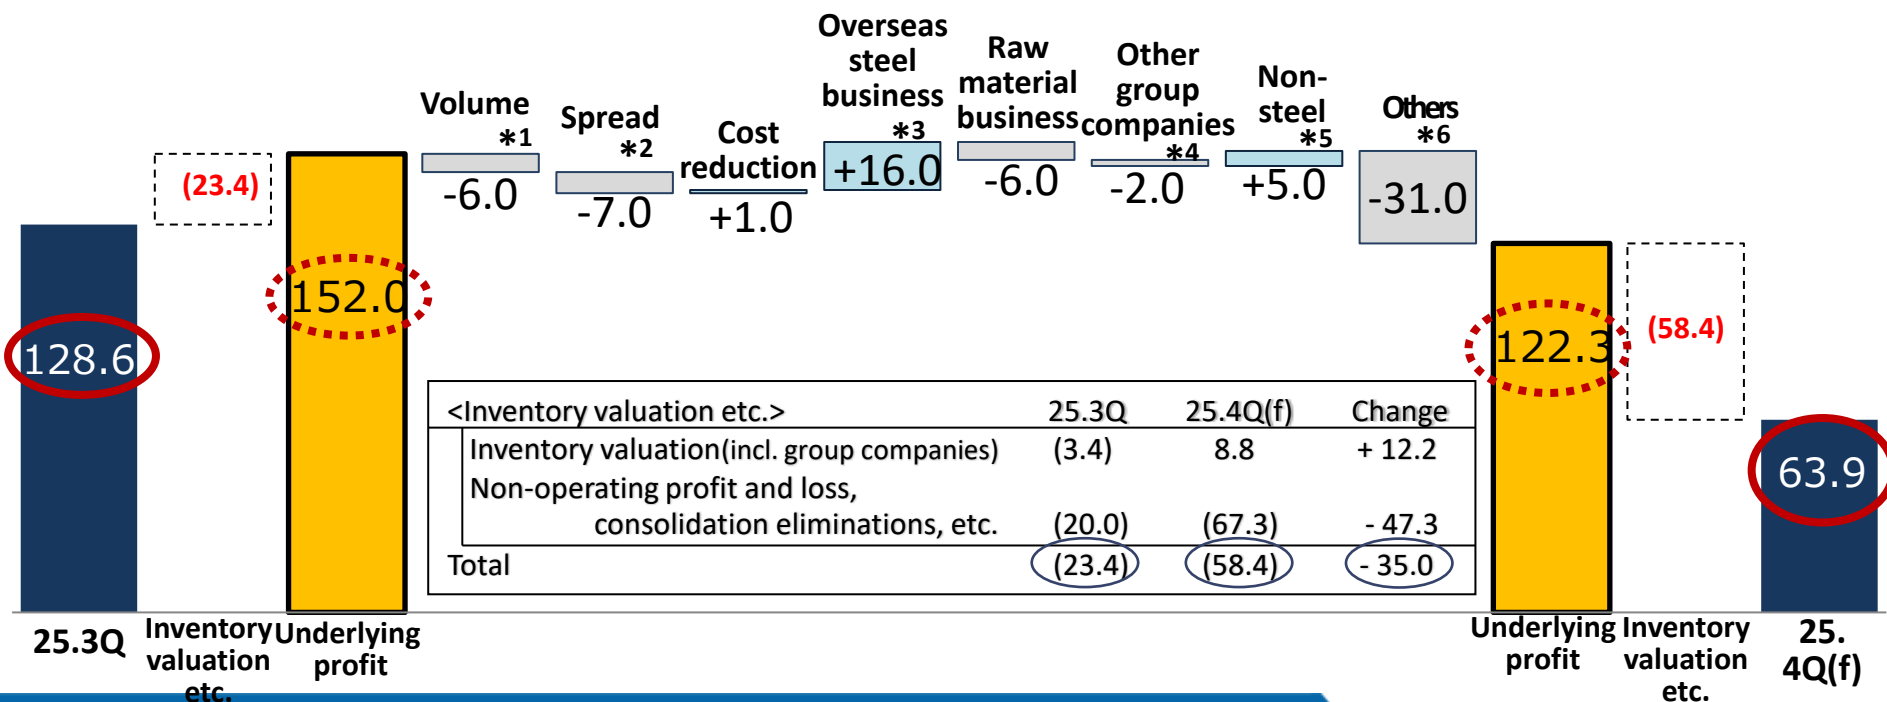 Volume
*1
Spread
*2
Cost
reduction
Overseas
steel
business
*3
Raw
material
business
Other
group
companies
*4
Non-
steel
*5
Others
*6
(23.4)
-6.0
-7.0
+1.0
+16.0
-6.0
-2.0
+5.0
-31.0
128.6
152.0
122.3
(58.4)
63.9
<Inventory valuation etc.> 25.3Q 25.4Q(f) Change
Inventory valuation(incl. group companies) (3.4) 8.8 + 12.2
Non-operating profit and loss,
consolidation eliminations, etc. (20.0) (67.3) - 47.3
Total (23.4) (58.4) - 35.0
25.3Q
Inventory
valuation
etc.
Underlying
profit
Underlying
profit
Inventory
valuation
etc.
25.
4Q(f)